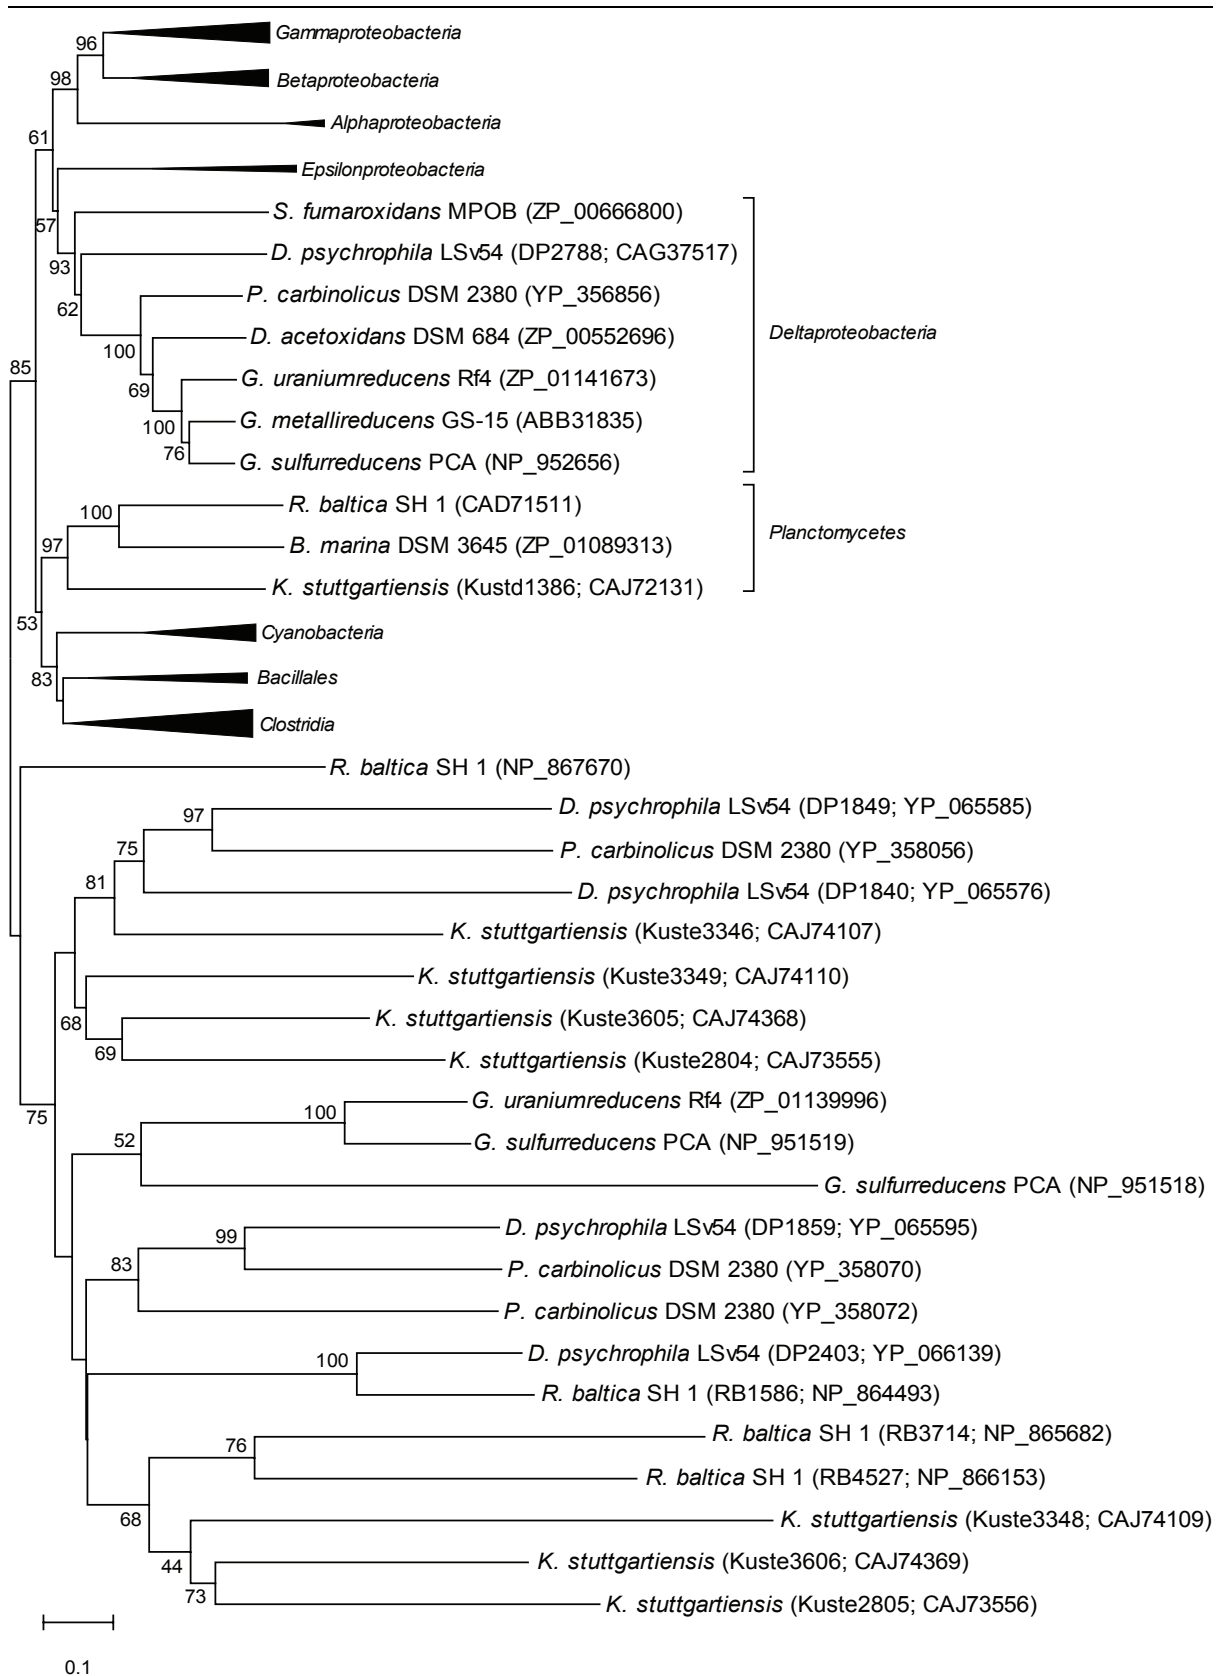 Gammaproteobacteria
96
Betaproteobacteria
98
Alphaproteobacteria
61
Epsilonproteobacteria
S. fumaroxidans MPOB (ZP_00666800)
57
D. psychrophila LSv54 (DP2788; CAG37517)
93
P. carbinolicus DSM 2380 (YP_356856)
62
Deltaproteobacteria
D. acetoxidans DSM 684 (ZP_00552696)
100
85
G. uraniumreducens Rf4 (ZP_01141673)
69
G. metallireducens GS-15 (ABB31835)
100
76
G. sulfurreducens PCA (NP_952656)
R. baltica SH 1 (CAD71511)
100
Planctomycetes
97
B. marina DSM 3645 (ZP_01089313)
K. stuttgartiensis (Kustd1386; CAJ72131)
53
Cyanobacteria
83
Bacillales
Clostridia
R. baltica SH 1 (NP_867670)
D. psychrophila LSv54 (DP1849; YP_065585)
97
75
P. carbinolicus DSM 2380 (YP_358056)
81
D. psychrophila LSv54 (DP1840; YP_065576)
K. stuttgartiensis (Kuste3346; CAJ74107)
K. stuttgartiensis (Kuste3349; CAJ74110)
68
K. stuttgartiensis (Kuste3605; CAJ74368)
69
K. stuttgartiensis (Kuste2804; CAJ73555)
75
G. uraniumreducens Rf4 (ZP_01139996)
100
52
G. sulfurreducens PCA (NP_951519)
G. sulfurreducens PCA (NP_951518)
D. psychrophila LSv54 (DP1859; YP_065595)
99
83
P. carbinolicus DSM 2380 (YP_358070)
P. carbinolicus DSM 2380 (YP_358072)
D. psychrophila LSv54 (DP2403; YP_066139)
100
R. baltica SH 1 (RB1586; NP_864493)
R. baltica SH 1 (RB3714; NP_865682)
76
R. baltica SH 1 (RB4527; NP_866153)
68
K. stuttgartiensis (Kuste3348; CAJ74109)
44
K. stuttgartiensis (Kuste3606; CAJ74369)
73
K. stuttgartiensis (Kuste2805; CAJ73556)
0.1